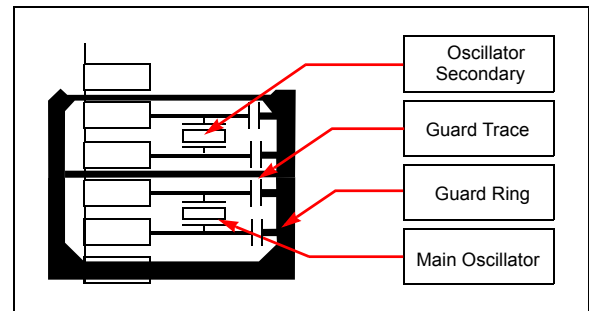 Oscillator
Secondary
Guard Trace
Guard Ring
Main Oscillator